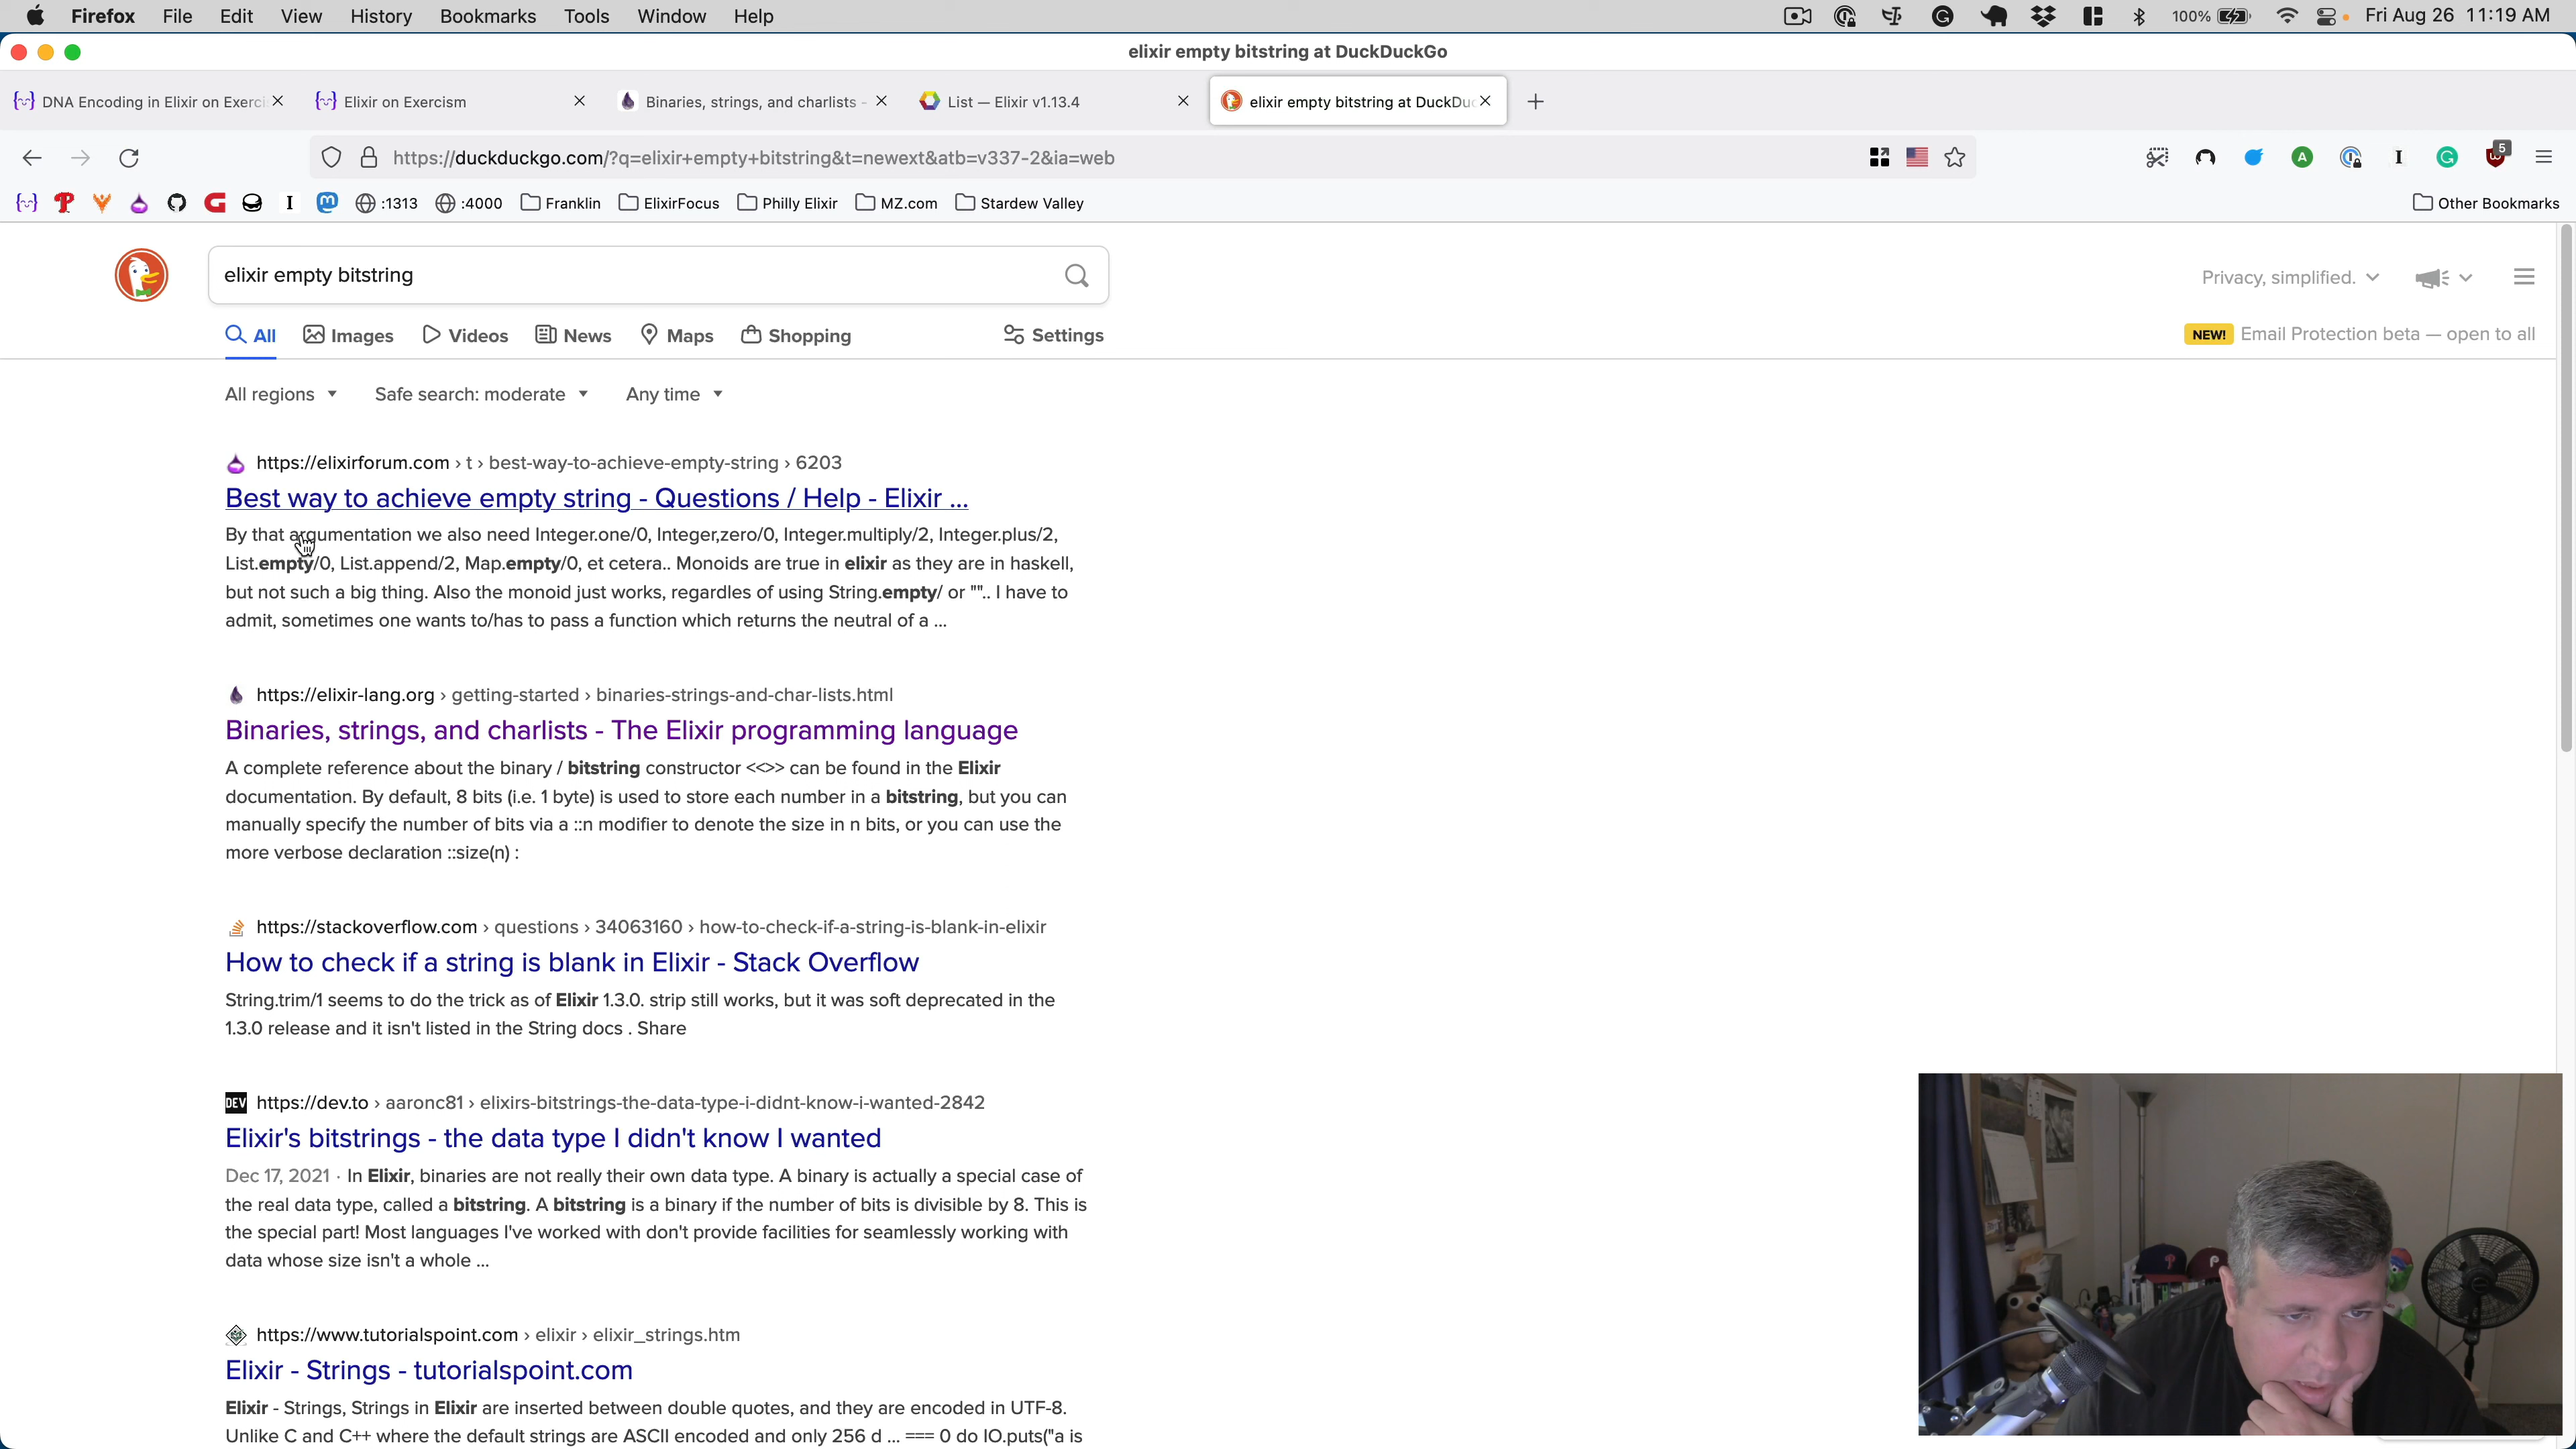 Firefox File Edit View History Bookmarks Tools Window Help 100% Fri Aug 26 11:19 AM
elixir empty bitstring at DuckDuckGo
DNA Encoding in Elixir on Exerci Elixir on Exercism Binaries, strings, and charlists - List — Elixir v1.13.4 elixir empty bitstring at DuckDuc
https://duckduckgo.com/?q=elixir+empty+bitstring&t=newext&atb=v337-2&ia=web 5
:1313 :4000 Franklin ElixirFocus Philly Elixir MZ.com Stardew Valley Other Bookmarks
elixir empty bitstring Privacy, simplified.
All Images Videos News Maps Shopping Settings NEW! Email Protection beta — open to all
All regions Safe search: moderate Any time
https://elixirforum.com › t › best-way-to-achieve-empty-string › 6203
Best way to achieve empty string - Questions / Help - Elixir ...
By that argumentation we also need Integer.one/0, Integer,zero/0, Integer.multiply/2, Integer.plus/2,
List.empty/0, List.append/2, Map.empty/0, et cetera.. Monoids are true in elixir as they are in haskell,
but not such a big thing. Also the monoid just works, regardles of using String.empty/ or "".. I have to
admit, sometimes one wants to/has to pass a function which returns the neutral of a ...
https://elixir-lang.org › getting-started › binaries-strings-and-char-lists.html
Binaries, strings, and charlists - The Elixir programming language
A complete reference about the binary / bitstring constructor <<>> can be found in the Elixir
documentation. By default, 8 bits (i.e. 1 byte) is used to store each number in a bitstring, but you can
manually specify the number of bits via a ::n modifier to denote the size in n bits, or you can use the
more verbose declaration ::size(n) :
https://stackoverflow.com › questions › 34063160 › how-to-check-if-a-string-is-blank-in-elixir
How to check if a string is blank in Elixir - Stack Overflow
String.trim/1 seems to do the trick as of Elixir 1.3.0. strip still works, but it was soft deprecated in the
1.3.0 release and it isn't listed in the String docs . Share
DEV https://dev.to › aaronc81 › elixirs-bitstrings-the-data-type-i-didnt-know-i-wanted-2842
Elixir's bitstrings - the data type I didn't know I wanted
Dec 17, 2021 · In Elixir, binaries are not really their own data type. A binary is actually a special case of
the real data type, called a bitstring. A bitstring is a binary if the number of bits is divisible by 8. This is
the special part! Most languages I've worked with don't provide facilities for seamlessly working with
data whose size isn't a whole ...
https://www.tutorialspoint.com › elixir › elixir_strings.htm
Elixir - Strings - tutorialspoint.com
Elixir - Strings, Strings in Elixir are inserted between double quotes, and they are encoded in UTF-8.
Unlike C and C++ where the default strings are ASCII encoded and only 256 d ... === 0 do IO.puts("a is